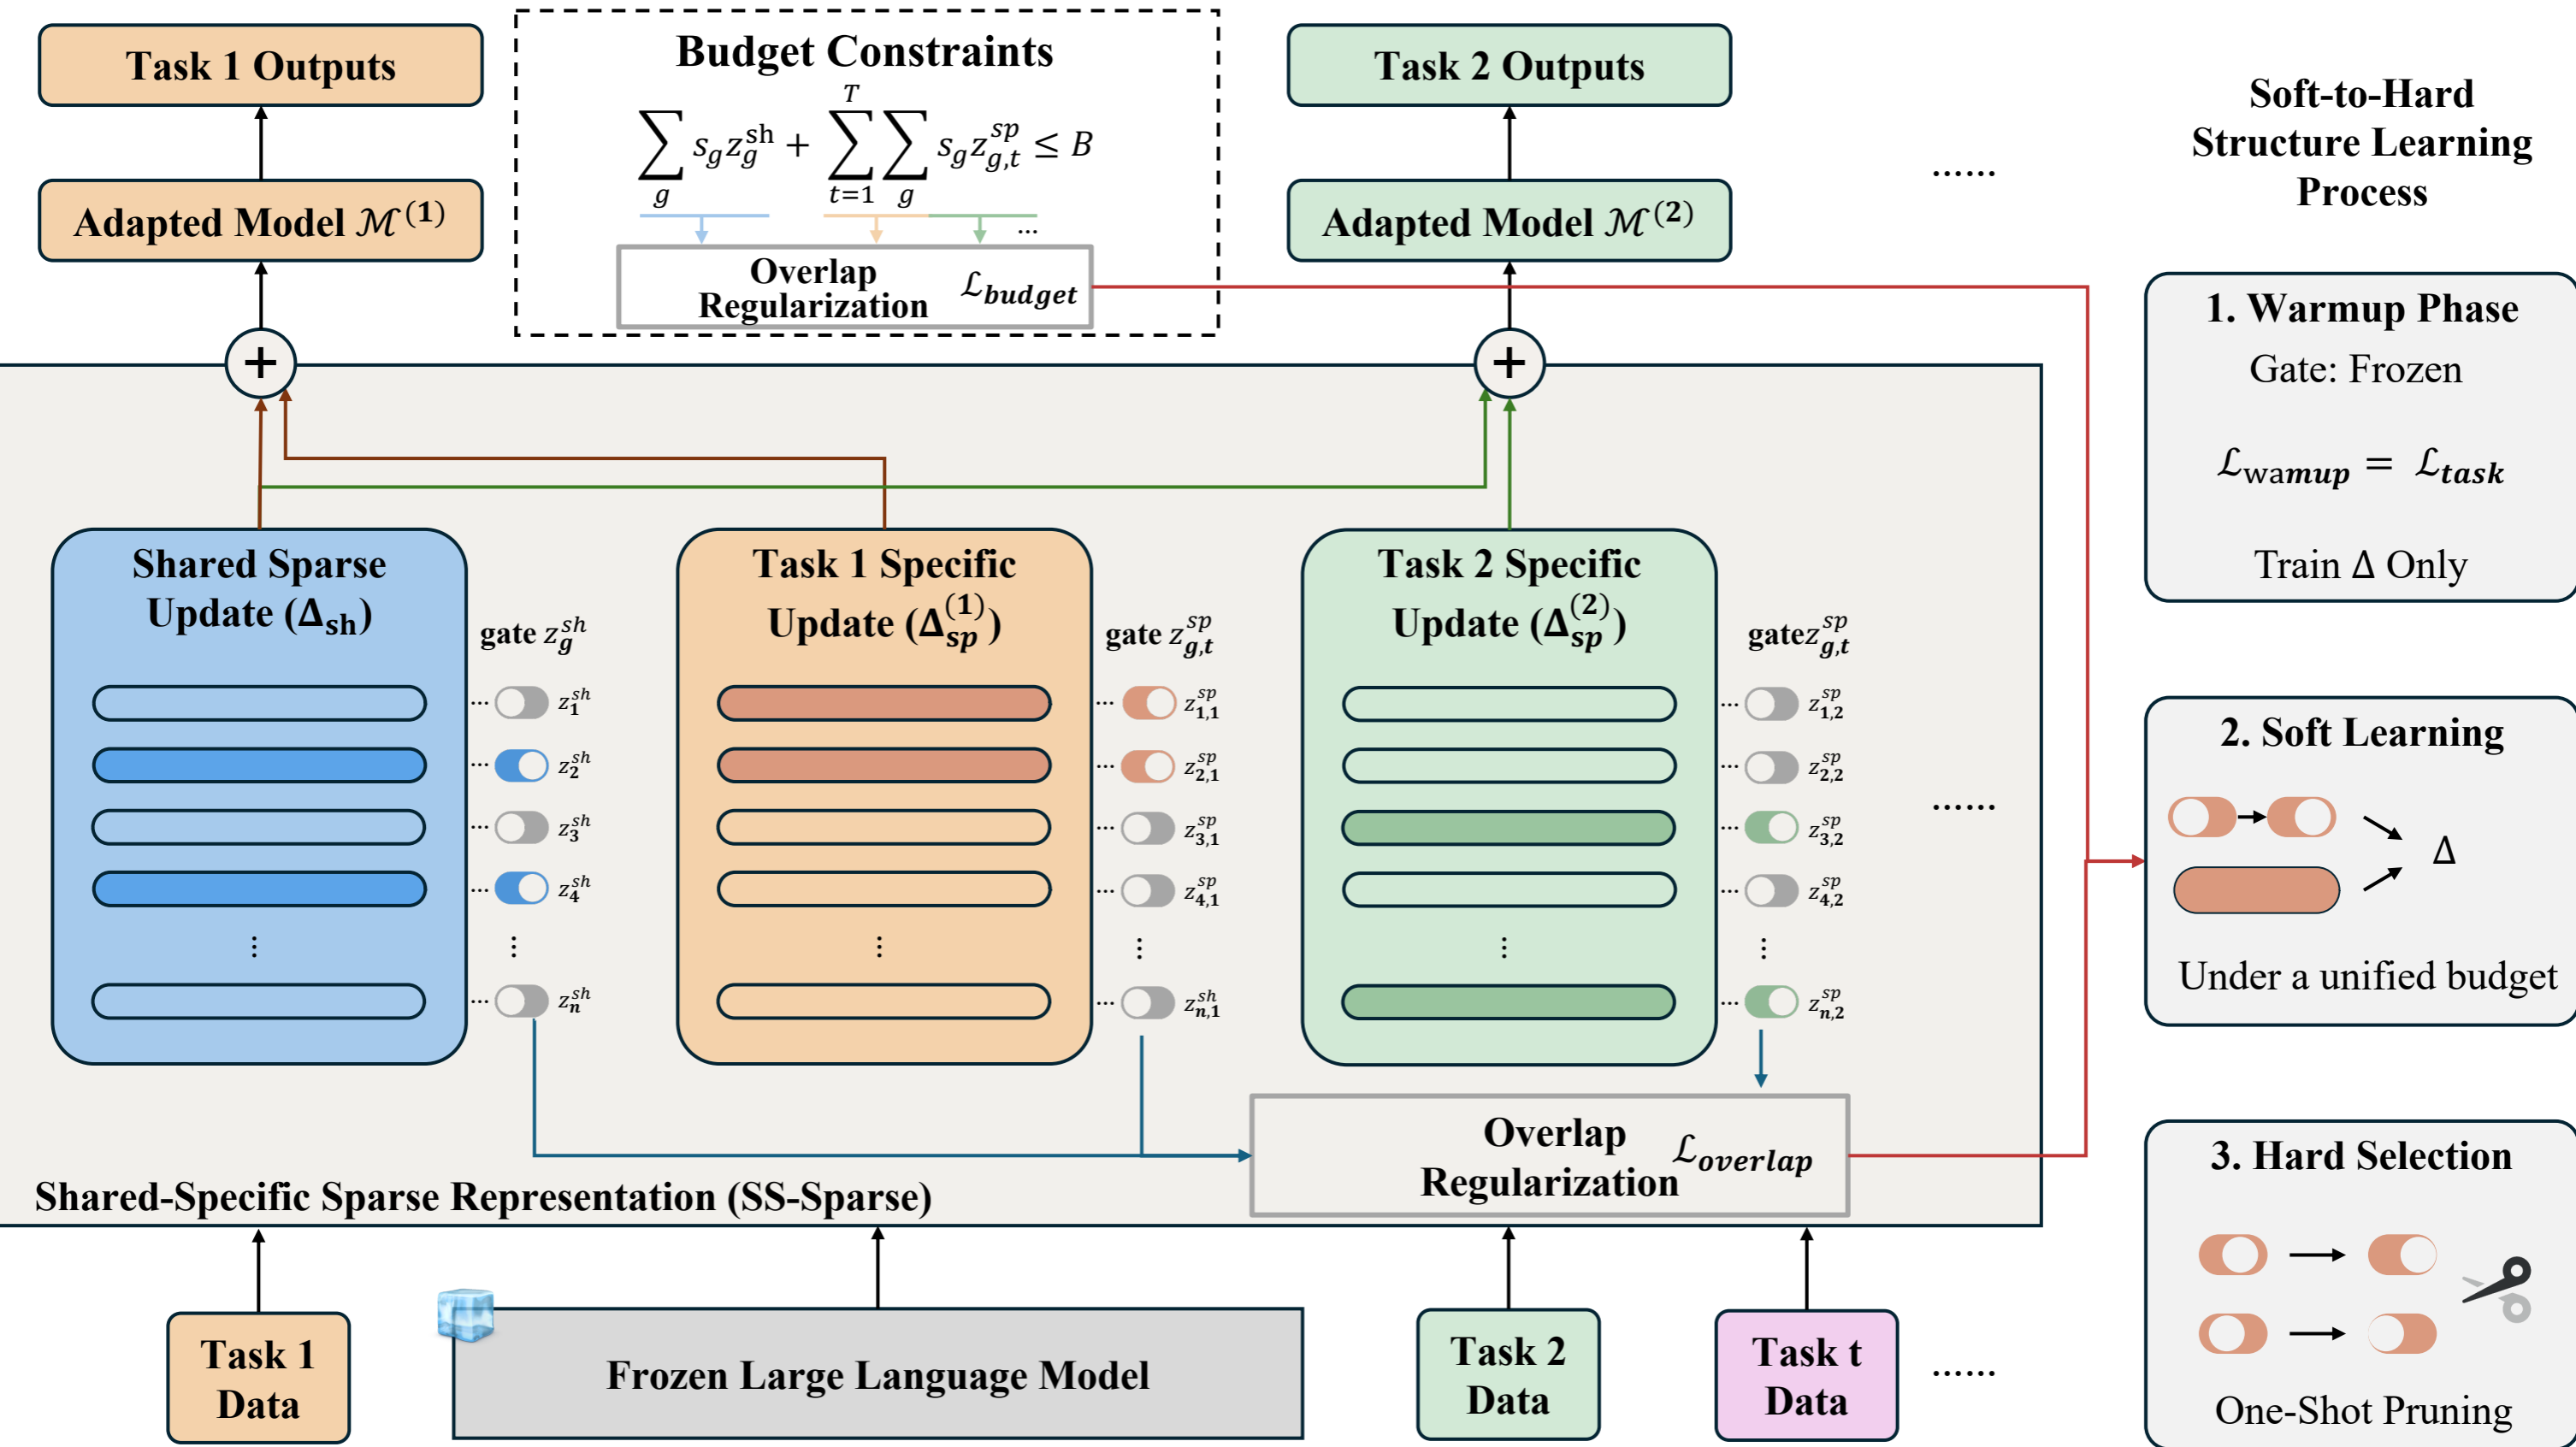 Task 1 Outputs
Adapted Model ℳ⁽¹⁾
Budget Constraints
∑_g s_g z_g^sh + ∑_{t=1}^T ∑_g s_g z_{g,t}^sp ≤ B
...
Overlap
Regularization ℒ_budget
Task 2 Outputs
Adapted Model ℳ⁽²⁾
......
Soft-to-Hard
Structure Learning
Process
1. Warmup Phase
Gate: Frozen
ℒ_wamup = ℒ_task
Train Δ Only
2. Soft Learning
Δ
Under a unified budget
3. Hard Selection
One-Shot Pruning
+
+
Shared Sparse
Update (Δ_sh)
gate z_g^sh
... z_1^sh
... z_2^sh
... z_3^sh
... z_4^sh
⋮ ⋮
... z_n^sh
Task 1 Specific
Update (Δ_sp^(1))
gate z_{g,t}^sp
... z_{1,1}^sp
... z_{2,1}^sp
... z_{3,1}^sp
... z_{4,1}^sp
⋮ ⋮
... z_{n,1}^sh
Task 2 Specific
Update (Δ_sp^(2))
gatez_{g,t}^sp
... z_{1,2}^sp
... z_{2,2}^sp
... z_{3,2}^sp
... z_{4,2}^sp
⋮ ⋮
... z_{n,2}^sp
......
Overlap
Regularization ℒ_overlap
Shared-Specific Sparse Representation (SS-Sparse)
Task 1
Data
Frozen Large Language Model
Task 2
Data
Task t
Data
......